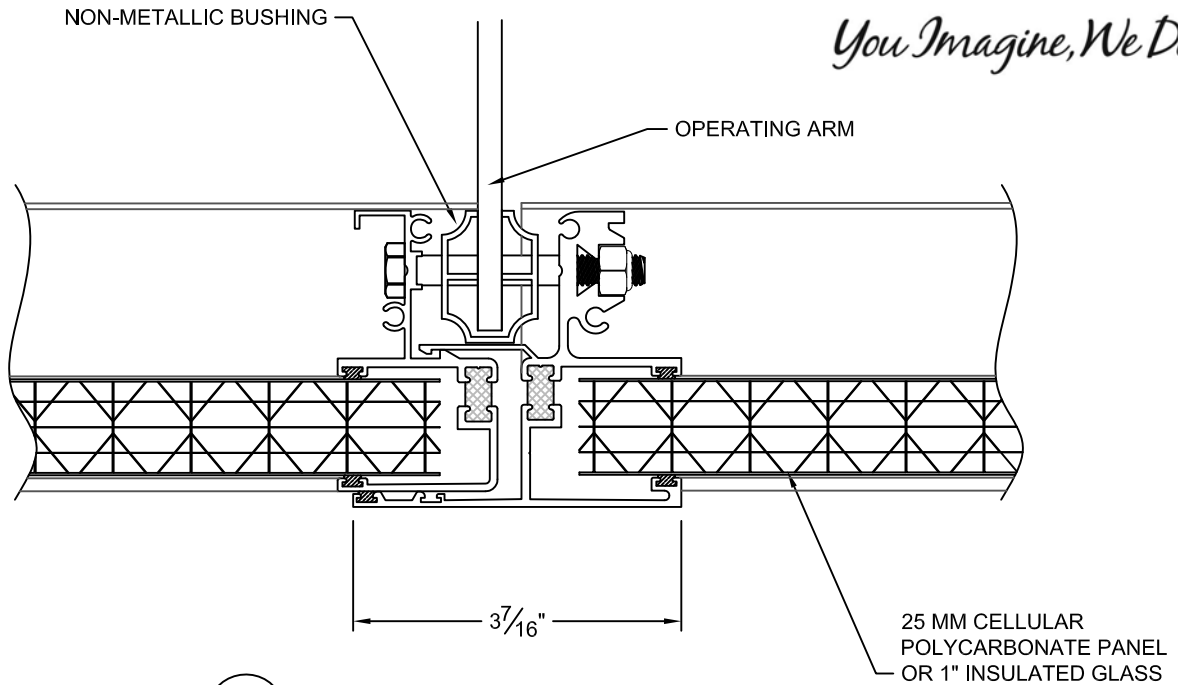 NON-METALLIC BUSHING
You Imagine, We
OPERATING ARM
3 7/16"
25 MM CELLULAR
POLYCARBONATE PANEL
OR 1" INSULATED GLASS